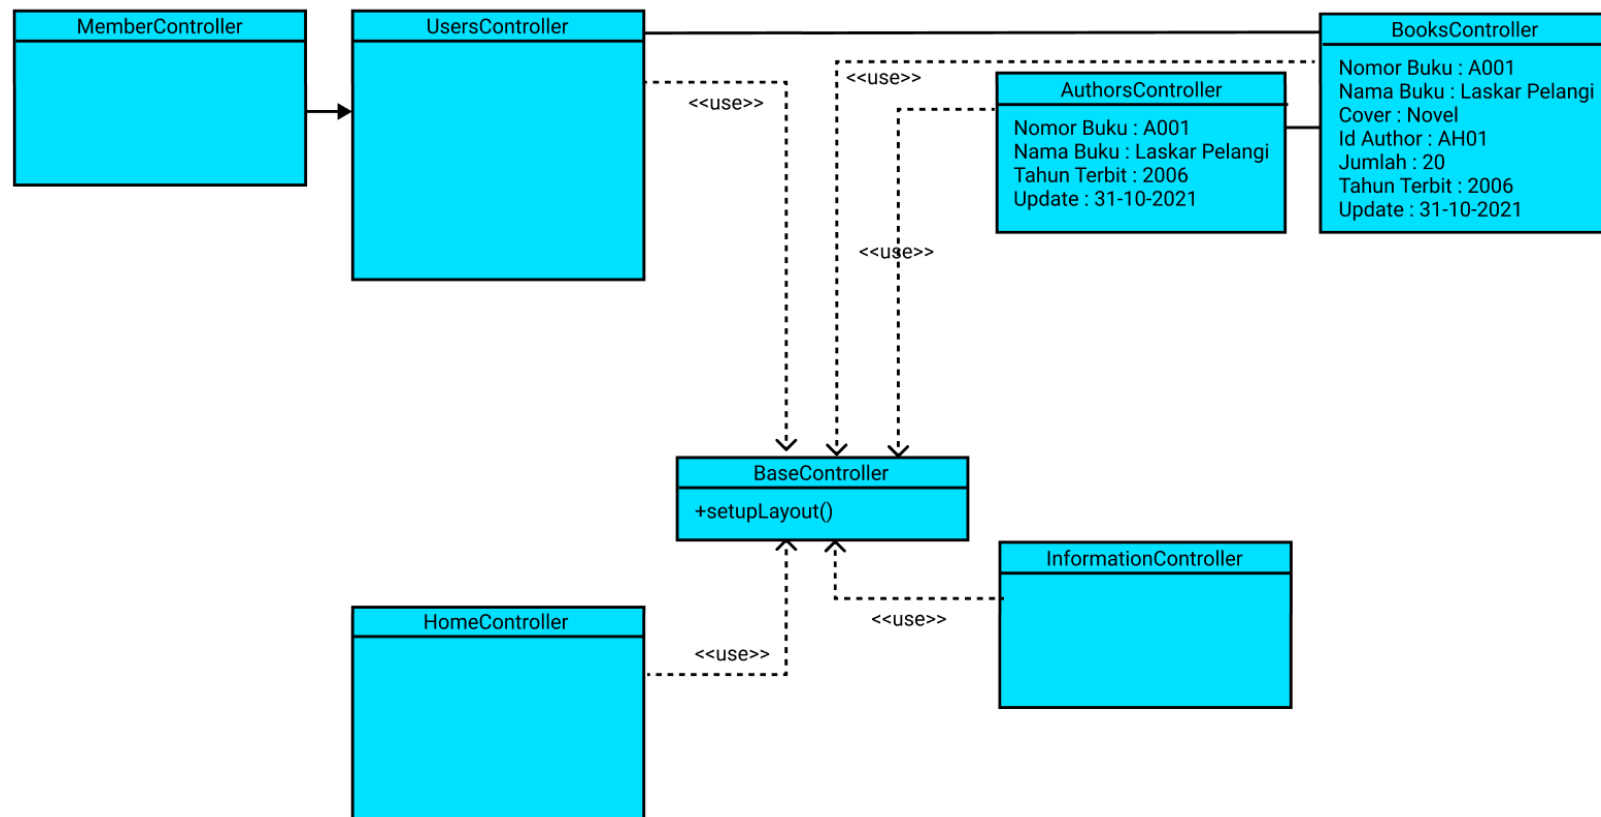 MemberController
UsersController
BooksController
Nomor Buku : A001
Nama Buku : Laskar Pelangi
Cover : Novel
Id Author : AH01
Jumlah : 20
Tahun Terbit : 2006
Update : 31-10-2021
AuthorsController
Nomor Buku : A001
Nama Buku : Laskar Pelangi
Tahun Terbit : 2006
Update : 31-10-2021
<<use>>
<<use>>
<<use>>
BaseController
+setupLayout()
InformationController
<<use>>
HomeController
<<use>>